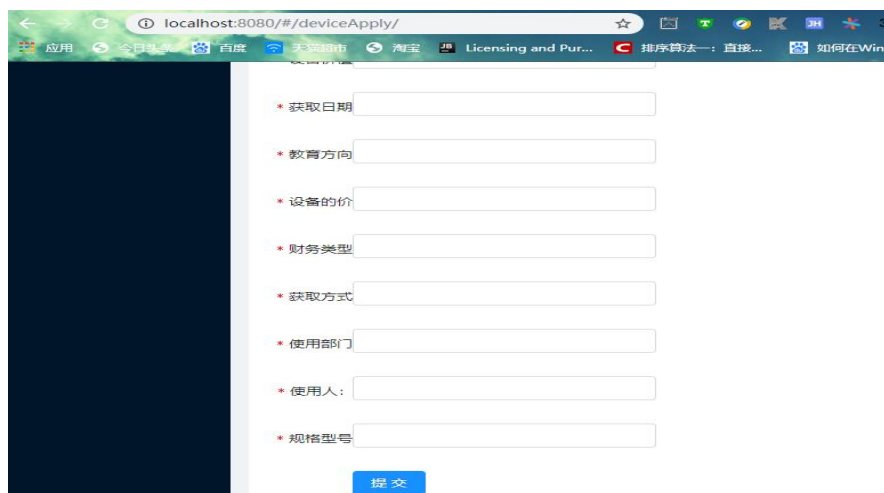 localhost:8080/#/deviceApply/
JH
应用 今日头条 百度 天猫超市 淘宝 Licensing and Pur... 排序算法一：直接... 如何在Win
* 获取日期
* 教育方向
* 设备的价
* 财务类型
* 获取方式
* 使用部门
* 使用人：
* 规格型号
提 交